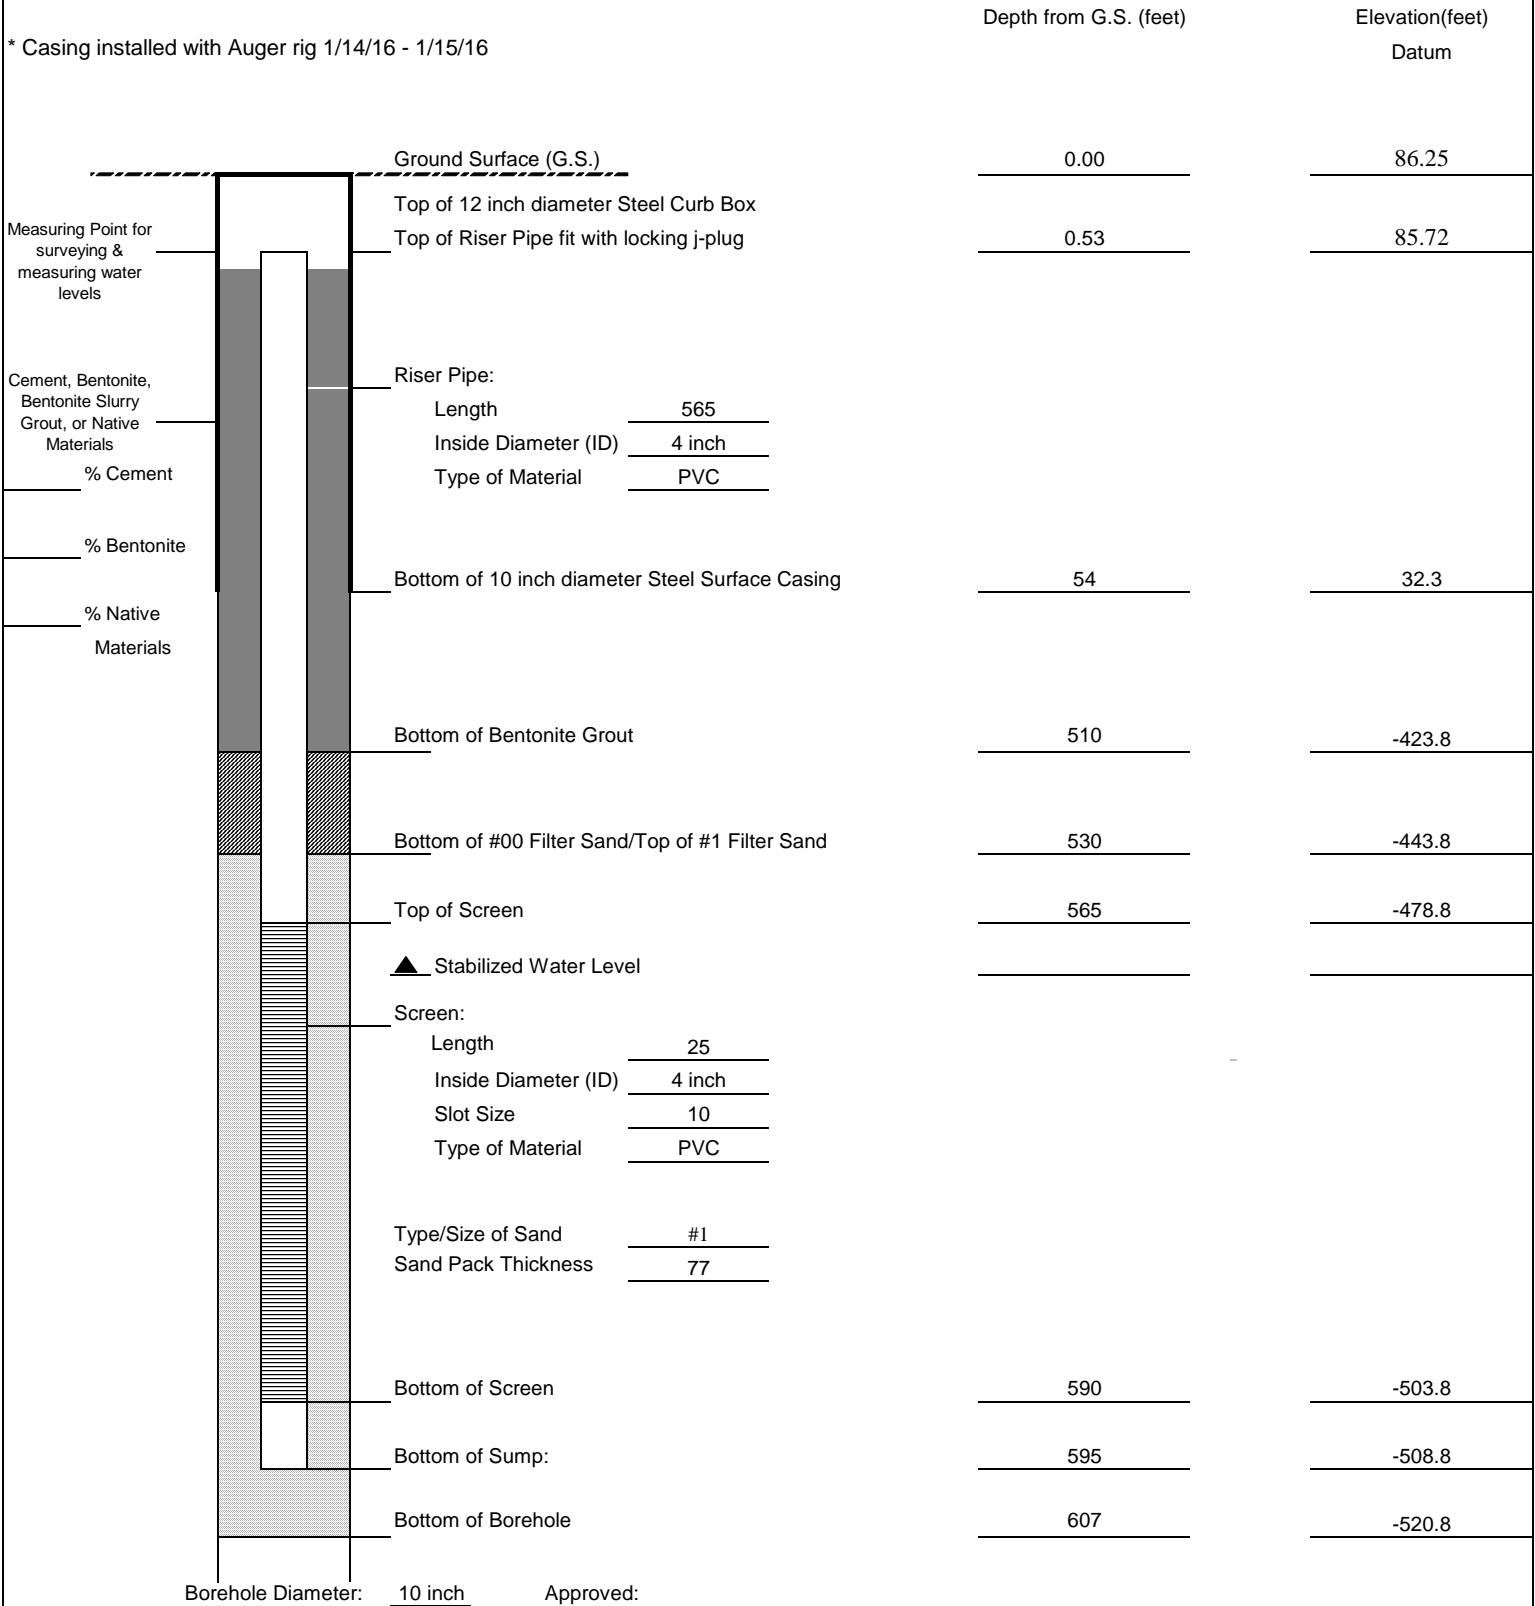 Depth from G.S. (feet) Elevation(feet)
* Casing installed with Auger rig 1/14/16 - 1/15/16 Datum
Ground Surface (G.S.) 0.00 86.25
Top of 12 inch diameter Steel Curb Box
Measuring Point for
surveying &
measuring water
levels
Top of Riser Pipe fit with locking j-plug 0.53 85.72
Cement, Bentonite,
Bentonite Slurry
Grout, or Native
Materials
Riser Pipe:
Length 565
Inside Diameter (ID) 4 inch
Type of Material PVC
% Cement
% Bentonite
Bottom of 10 inch diameter Steel Surface Casing 54 32.3
% Native
Materials
Bottom of Bentonite Grout 510 -423.8
Bottom of #00 Filter Sand/Top of #1 Filter Sand 530 -443.8
Top of Screen 565 -478.8
Stabilized Water Level
Screen:
Length 25
Inside Diameter (ID) 4 inch
Slot Size 10
Type of Material PVC
Type/Size of Sand #1
Sand Pack Thickness 77
Bottom of Screen 590 -503.8
Bottom of Sump: 595 -508.8
Bottom of Borehole 607 -520.8
Borehole Diameter: 10 inch Approved: